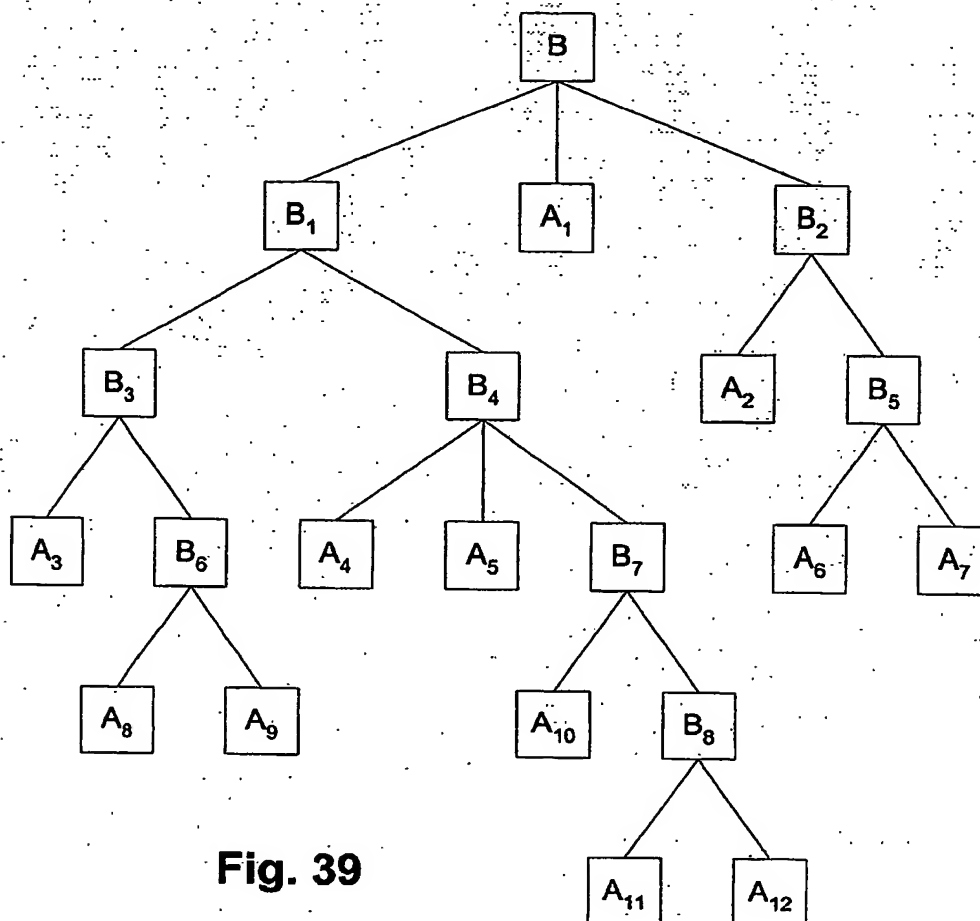 B
B₁ A₁ B₂
B₃ B₄ A₂ B₅
A₃ B₆ A₄ A₅ B₇ A₆ A₇
A₈ A₉ A₁₀ B₈
A₁₁ A₁₂
Fig. 39